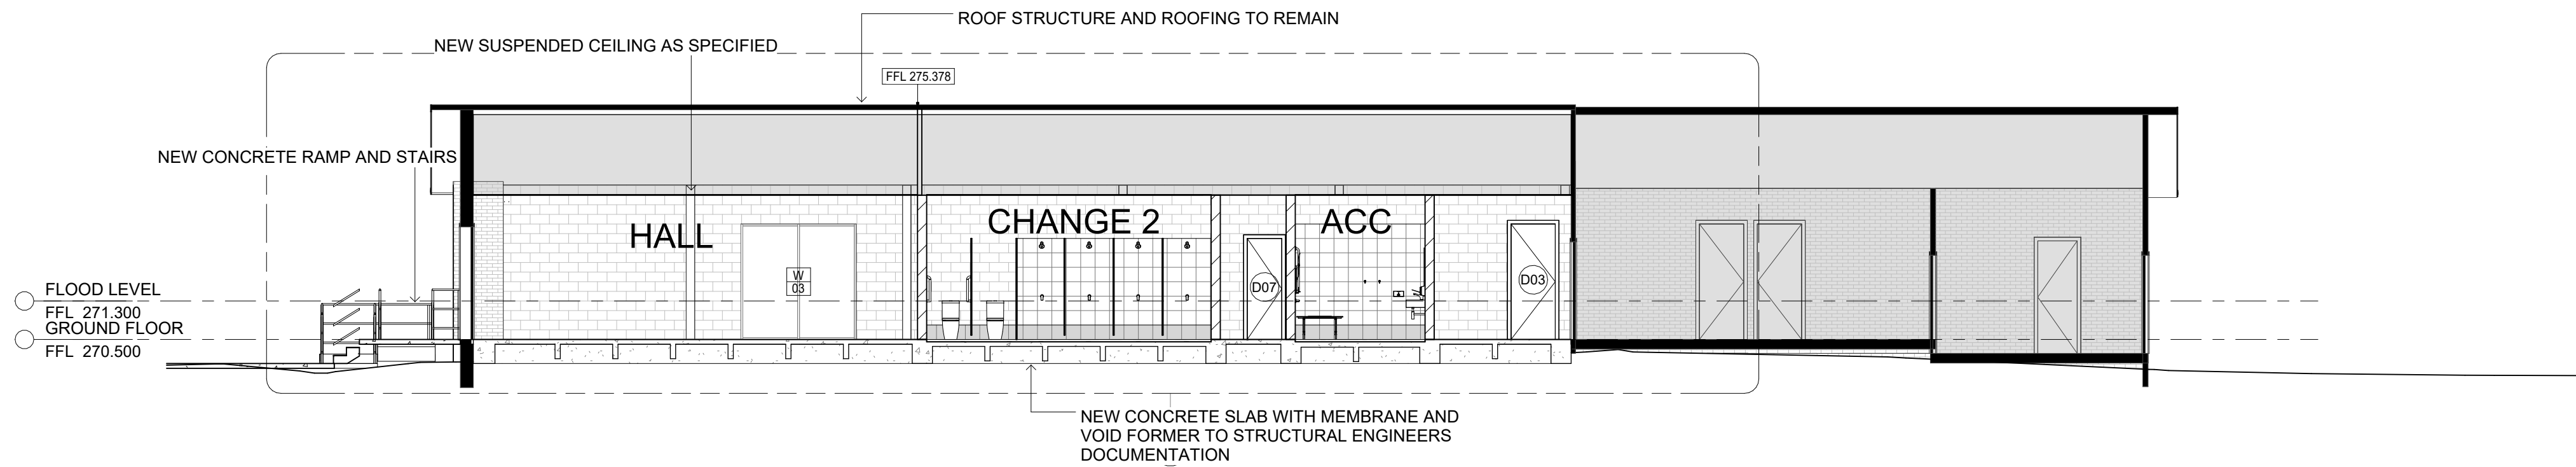 ROOF STRUCTURE AND ROOFING TO REMAIN
NEW SUSPENDED CEILING AS SPECIFIED
FFL 275.378
NEW CONCRETE RAMP AND STAIRS
HALL
CHANGE 2
ACC
W
03
D07
D03
FLOOD LEVEL
FFL 271.300
GROUND FLOOR
FFL 270.500
NEW CONCRETE SLAB WITH MEMBRANE AND
VOID FORMER TO STRUCTURAL ENGINEERS
DOCUMENTATION